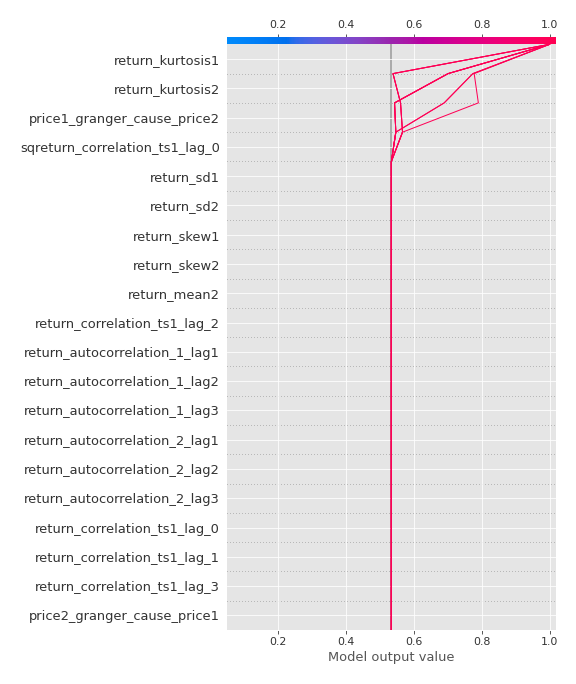 0.2 0.4 0.6 0.8 1.0
return_kurtosis1
return_kurtosis2
price1_granger_cause_price2
sqreturn_correlation_ts1_lag_0
return_sd1
return_sd2
return_skew1
return_skew2
return_mean2
return_correlation_ts1_lag_2
return_autocorrelation_1_lag1
return_autocorrelation_1_lag2
return_autocorrelation_1_lag3
return_autocorrelation_2_lag1
return_autocorrelation_2_lag2
return_autocorrelation_2_lag3
return_correlation_ts1_lag_0
return_correlation_ts1_lag_1
return_correlation_ts1_lag_3
price2_granger_cause_price1
0.2 0.4 0.6 0.8 1.0
Model output value